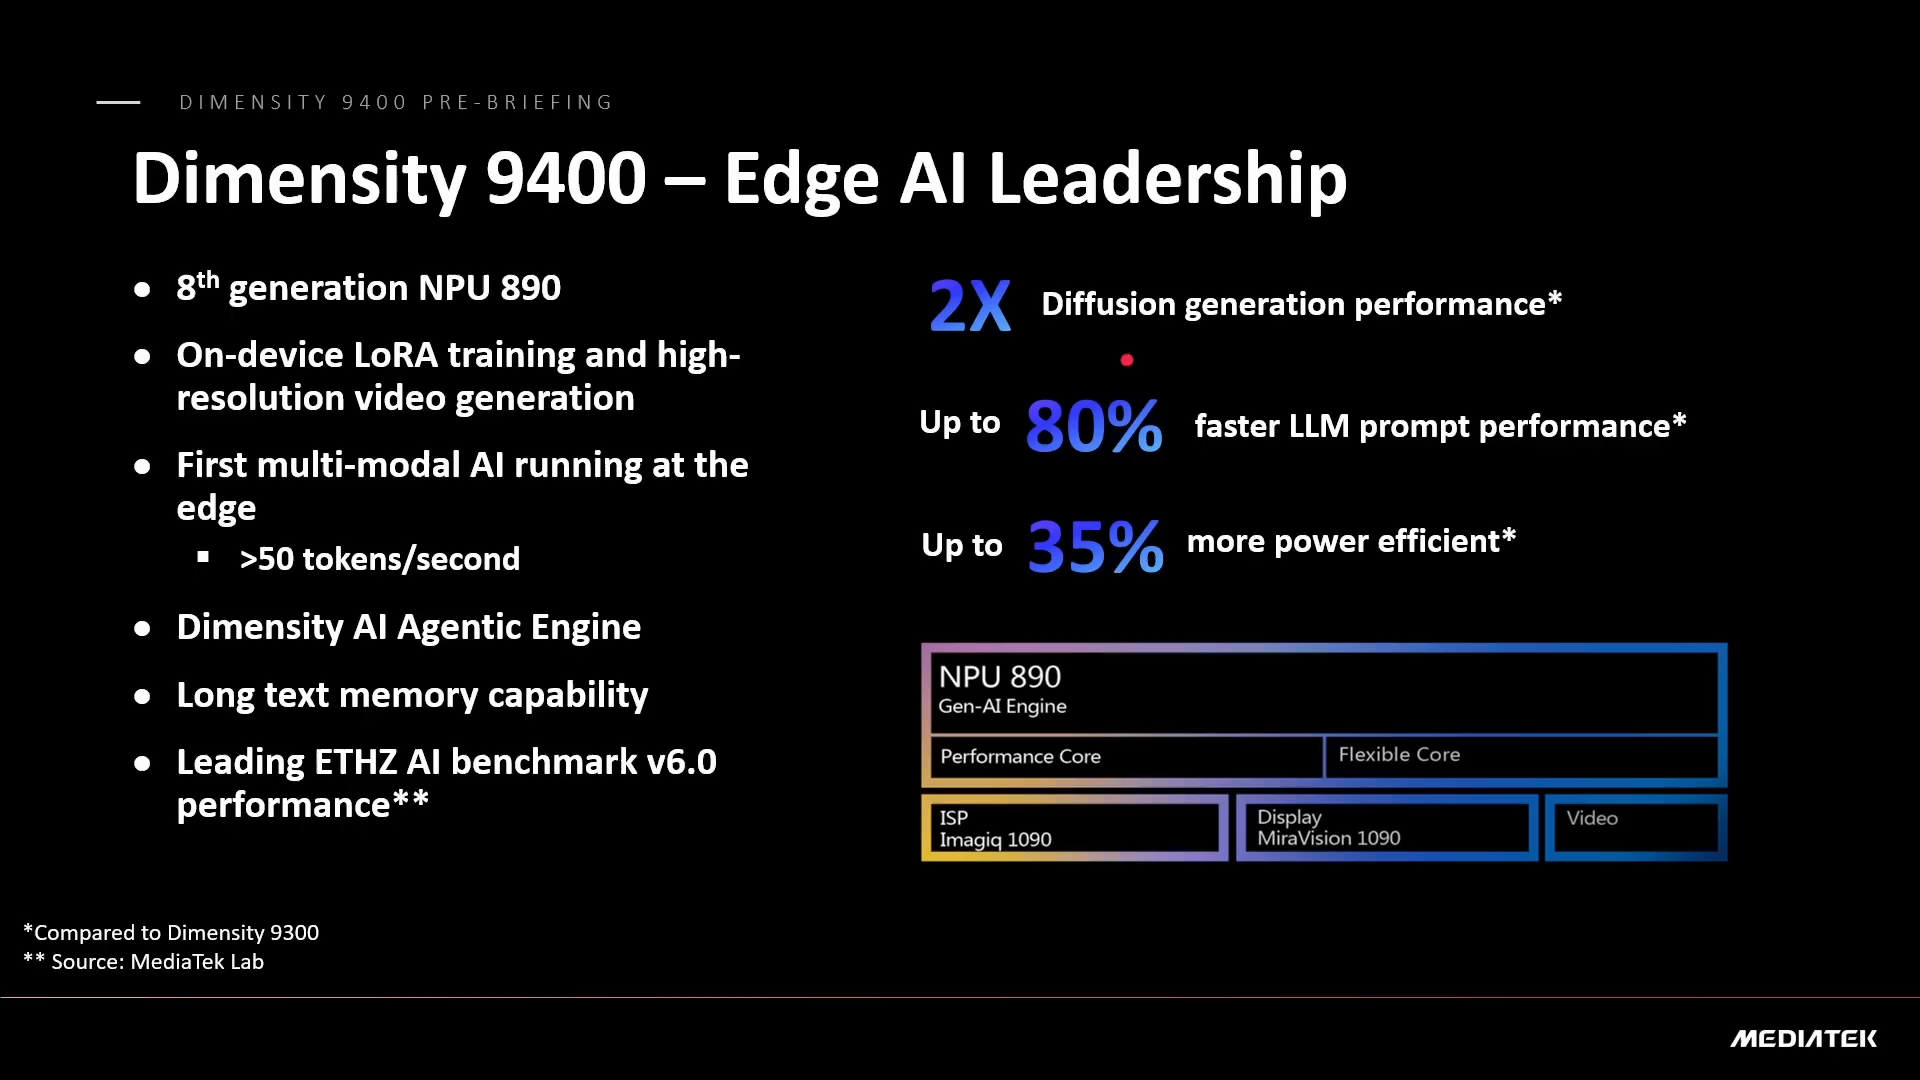 DIMENSITY 9400 PRE-BRIEFING
Dimensity 9400 – Edge AI Leadership
● 8th generation NPU 890
● On-device LoRA training and high-
resolution video generation
● First multi-modal AI running at the
edge
▪ >50 tokens/second
● Dimensity AI Agentic Engine
● Long text memory capability
● Leading ETHZ AI benchmark v6.0
performance**
2X Diffusion generation performance*
Up to 80% faster LLM prompt performance*
Up to 35% more power efficient*
NPU 890
Gen-AI Engine
Performance Core
Flexible Core
ISP
Imagiq 1090
Display
MiraVision 1090
Video
*Compared to Dimensity 9300
** Source: MediaTek Lab
MEDIATEK